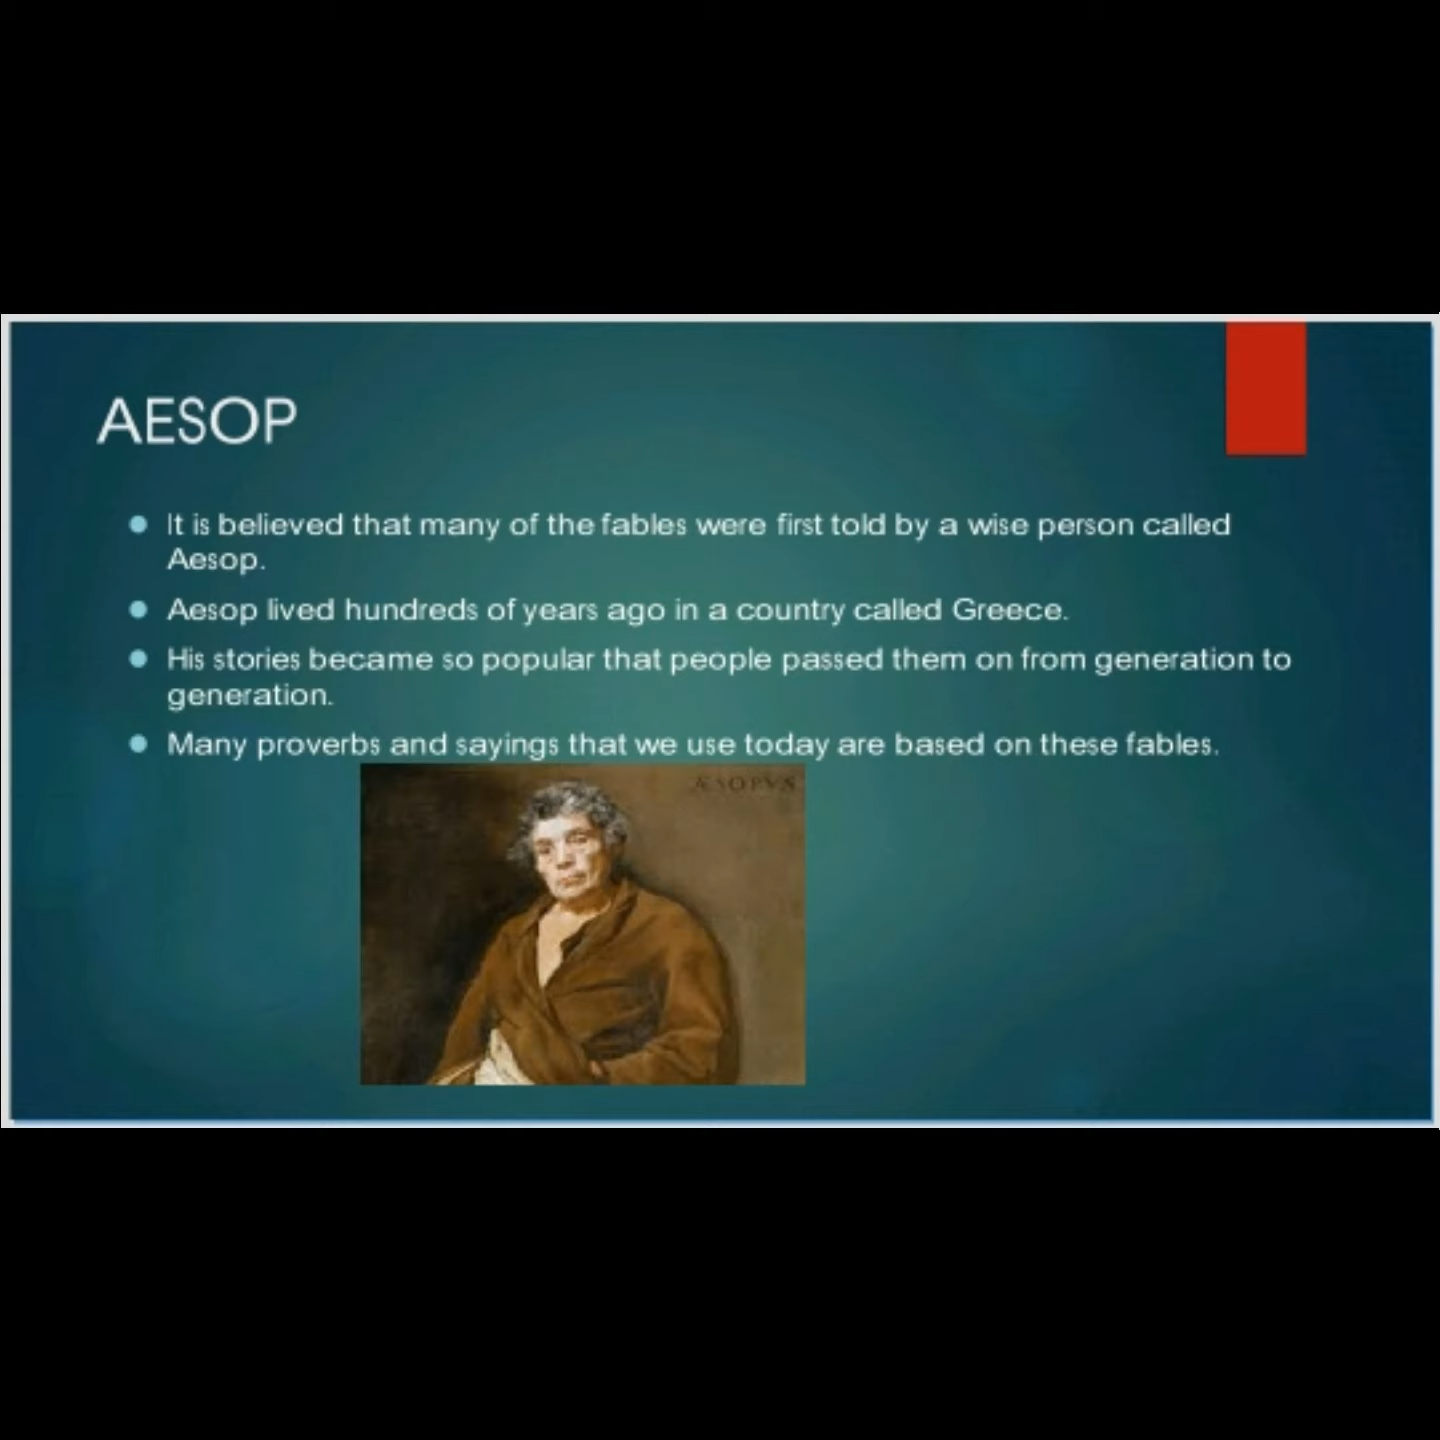 AESOP
It is believed that many of the fables were first told by a wise person called
Aesop.
Aesop lived hundreds of years ago in a country called Greece.
His stories became so popular that people passed them on from generation to
generation.
Many proverbs and sayings that we use today are based on these fables.
ÆSOPVS